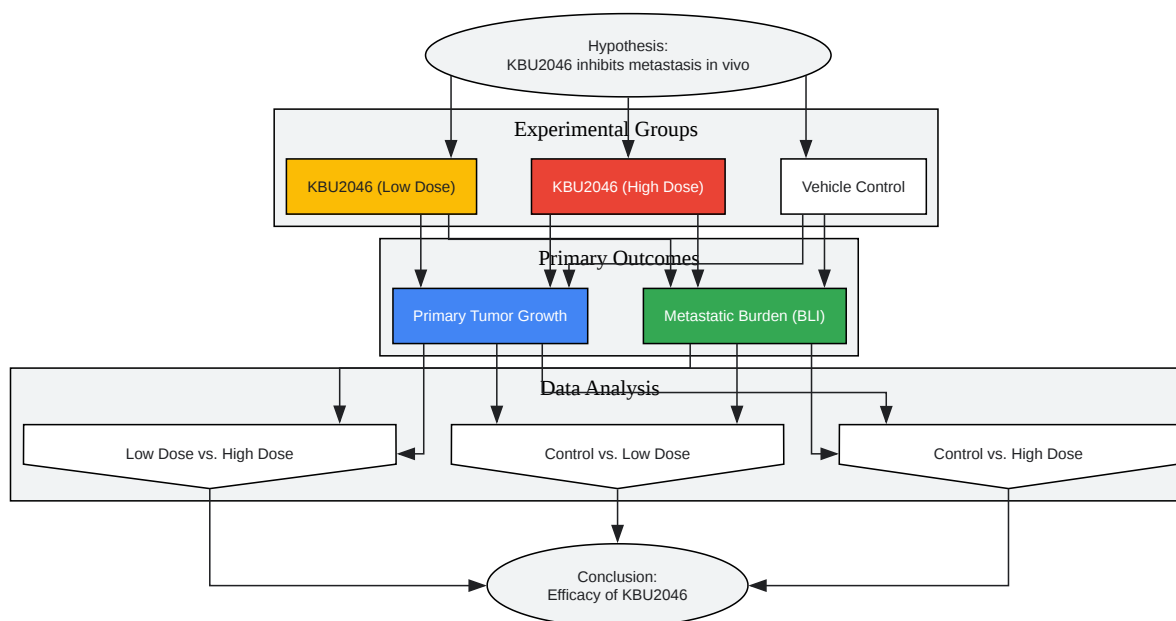 Hypothesis:
KBU2046 inhibits metastasis in vivo
Experimental Groups
KBU2046 (Low Dose)
KBU2046 (High Dose)
Vehicle Control
Primary Outcomes
Primary Tumor Growth
Metastatic Burden (BLI)
Data Analysis
Low Dose vs. High Dose
Control vs. Low Dose
Control vs. High Dose
Conclusion:
Efficacy of KBU2046